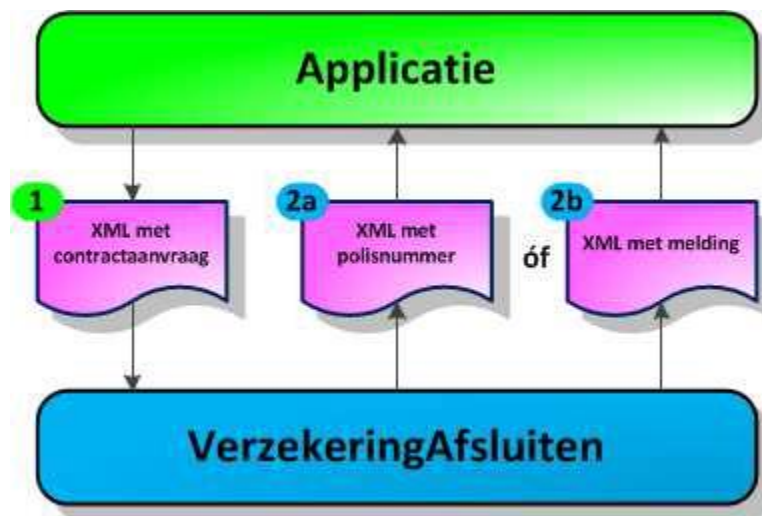 Applicatie
1
XML met
contractaanvraag
2a
XML met
polisnummer
óf
2b
XML met melding
VerzekeringAfsluiten